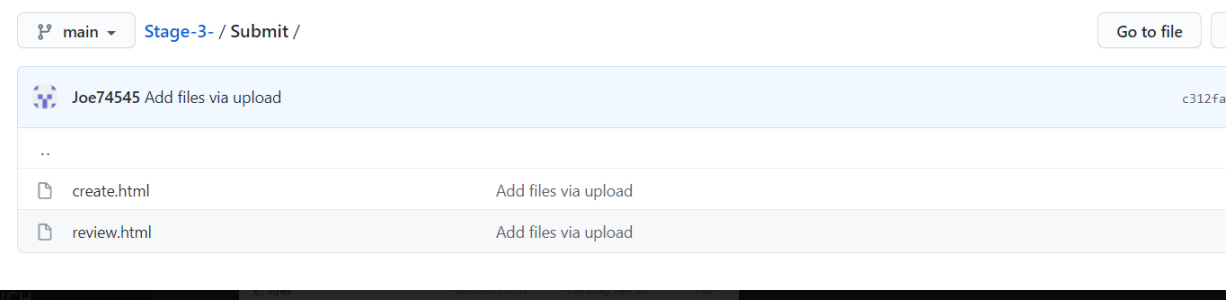 main Stage-3- / Submit / Go to file
Joe74545 Add files via upload c312fa
..
create.html Add files via upload
review.html Add files via upload